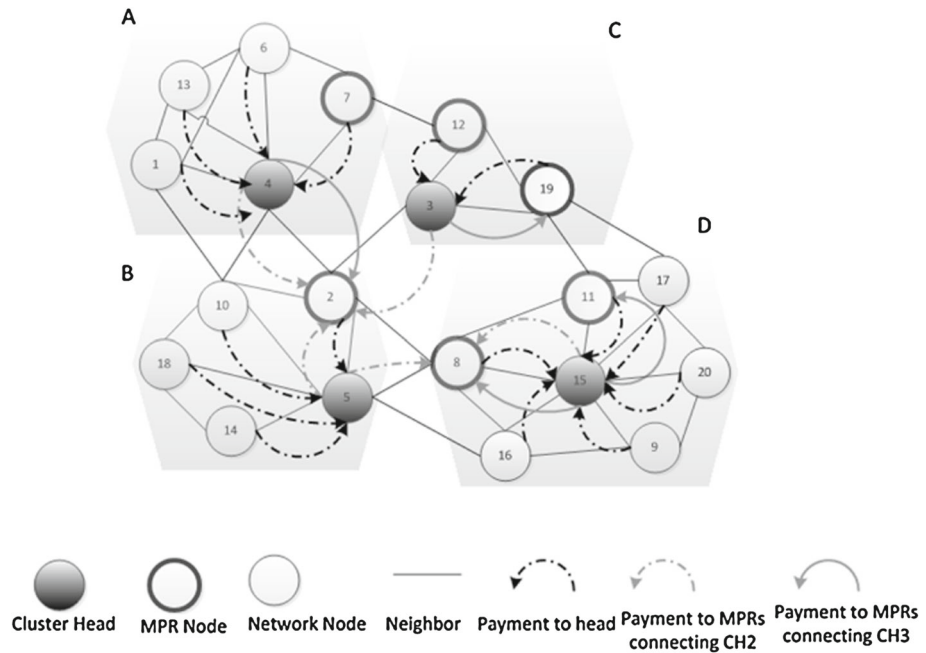 A
C
6
13
7
12
1
4
19
3
D
B
17
10
2
11
18
8
20
15
5
14
9
16
Cluster Head
MPR Node
Network Node
Neighbor
Payment to head
Payment to MPRs
connecting CH2
Payment to MPRs
connecting CH3